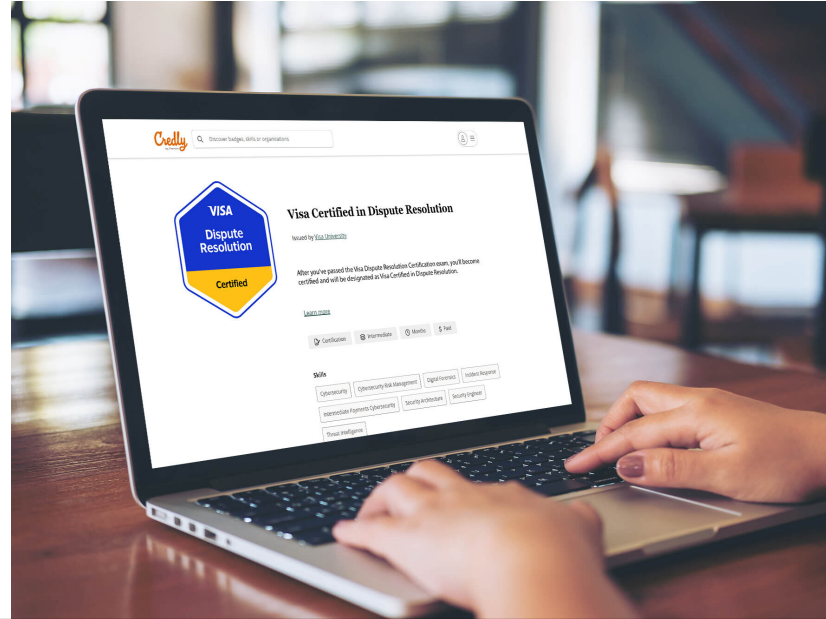 Credly
Discover badges, skills or organizations
VISA
Dispute
Resolution
Certified
Visa Certified in Dispute Resolution
Issued by Visa University
After you've passed the Visa Dispute Resolution Certification exam, you'll become
certified and will be designated as Visa Certified in Dispute Resolution.
Learn more
Certification
Intermediate
Months
$ Paid
Skills
Cybersecurity
Cybersecurity Risk Management
Digital Forensics
Incident Response
Intermediate Payments Cybersecurity
Security Architecture
Security Engineer
Threat Intelligence